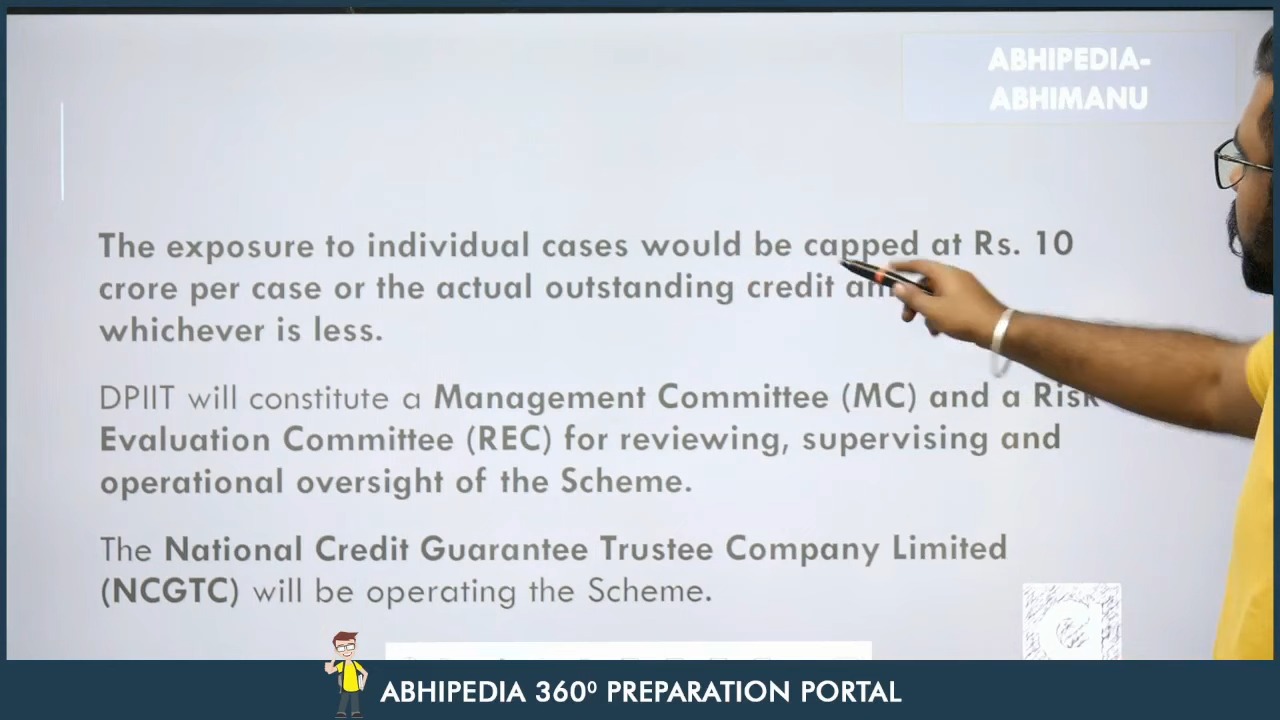 ABHIPEDIA-
ABHIMANU
The exposure to individual cases would be capped at Rs. 10
crore per case or the actual outstanding credit
whichever is less.
DPIIT will constitute a Management Committee (MC) and a Risk
Evaluation Committee (REC) for reviewing, supervising and
operational oversight of the Scheme.
The National Credit Guarantee Trustee Company Limited
(NCGTC) will be operating the Scheme.
ABHIPEDIA 360⁰ PREPARATION PORTAL